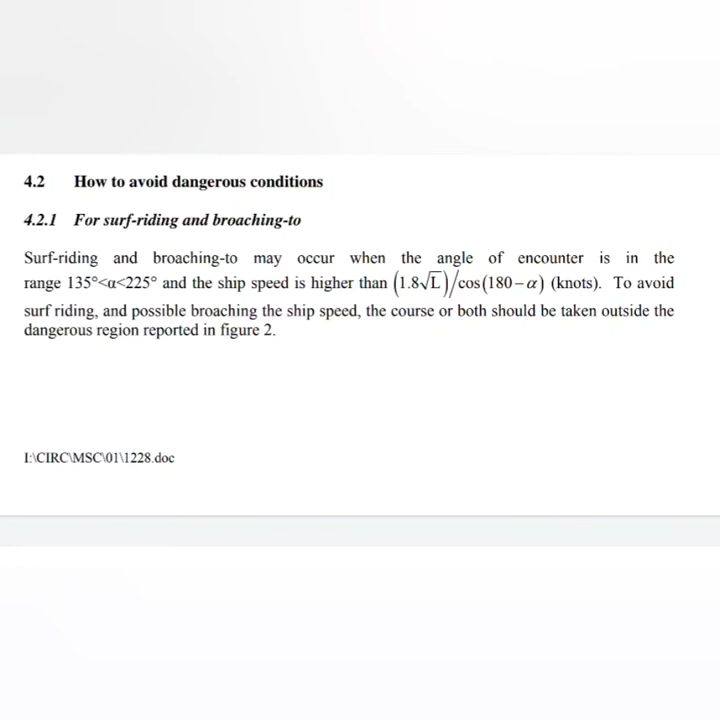 4.2 How to avoid dangerous conditions
4.2.1 For surf-riding and broaching-to
Surf-riding and broaching-to may occur when the angle of encounter is in the
range 135°<α<225° and the ship speed is higher than (1.8√L)/cos(180−α) (knots). To avoid
surf riding, and possible broaching the ship speed, the course or both should be taken outside the
dangerous region reported in figure 2.
I:\CIRC\MSC\01\1228.doc